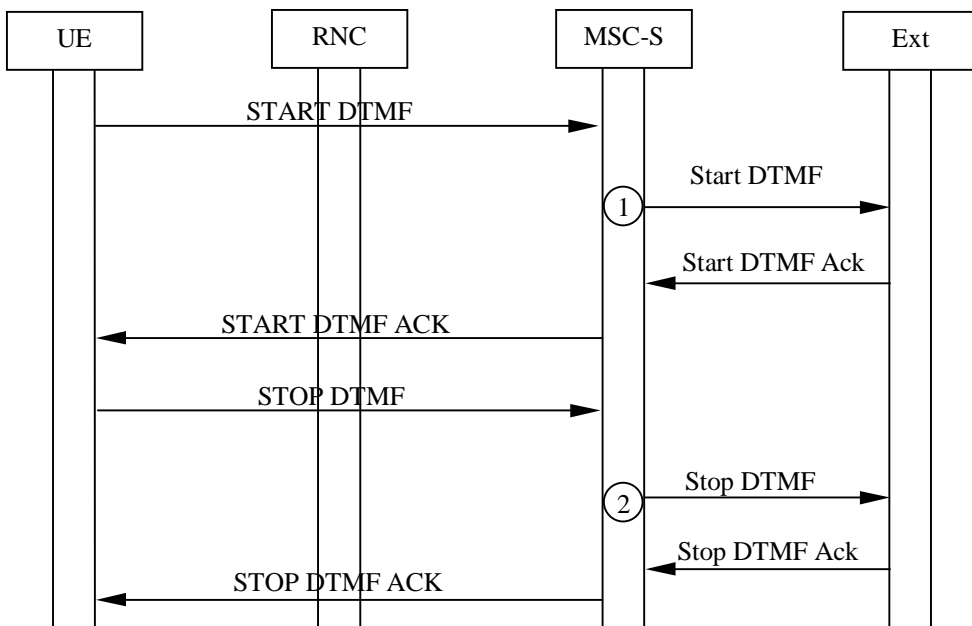 UE
RNC
MSC-S
Ext
START DTMF
Start DTMF
1
Start DTMF Ack
START DTMF ACK
STOP DTMF
Stop DTMF
2
Stop DTMF Ack
STOP DTMF ACK